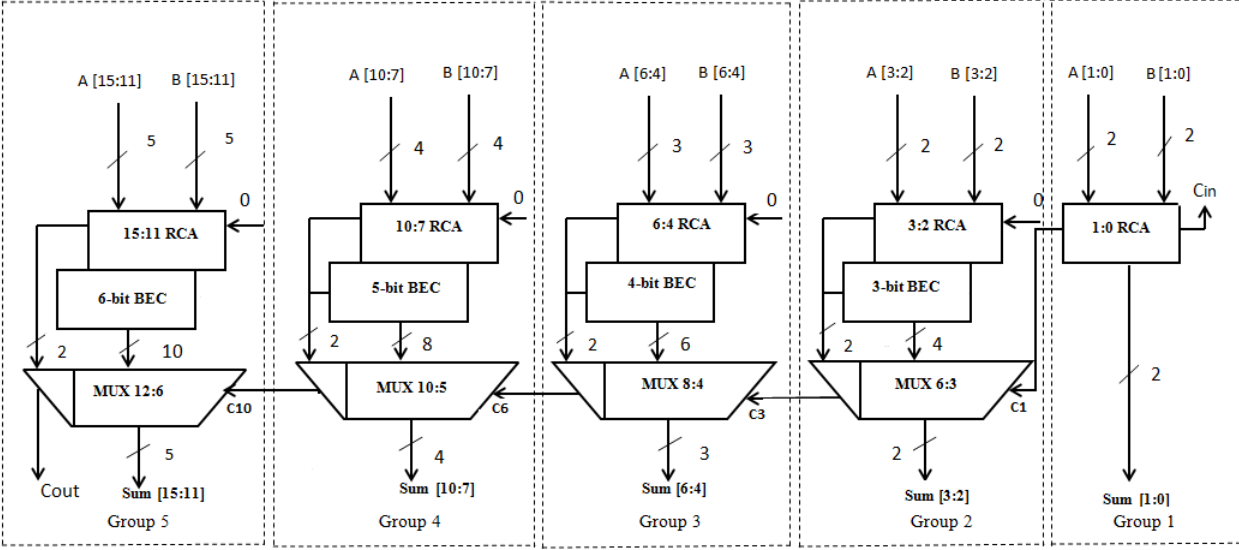 A [15:11]
B [15:11]
5
5
0
15:11 RCA
6-bit BEC
2
10
MUX 12:6
C10
5
Cout
Sum [15:11]
Group 5
A [10:7]
B [10:7]
4
4
0
10:7 RCA
5-bit BEC
2
8
MUX 10:5
C6
4
Sum [10:7]
Group 4
A [6:4]
B [6:4]
3
3
0
6:4 RCA
4-bit BEC
2
6
MUX 8:4
C3
3
Sum [6:4]
Group 3
A [3:2]
B [3:2]
2
2
0
3:2 RCA
3-bit BEC
2
4
MUX 6:3
C1
2
Sum [3:2]
Group 2
A [1:0]
B [1:0]
2
2
Cin
1:0 RCA
2
Sum [1:0]
Group 1